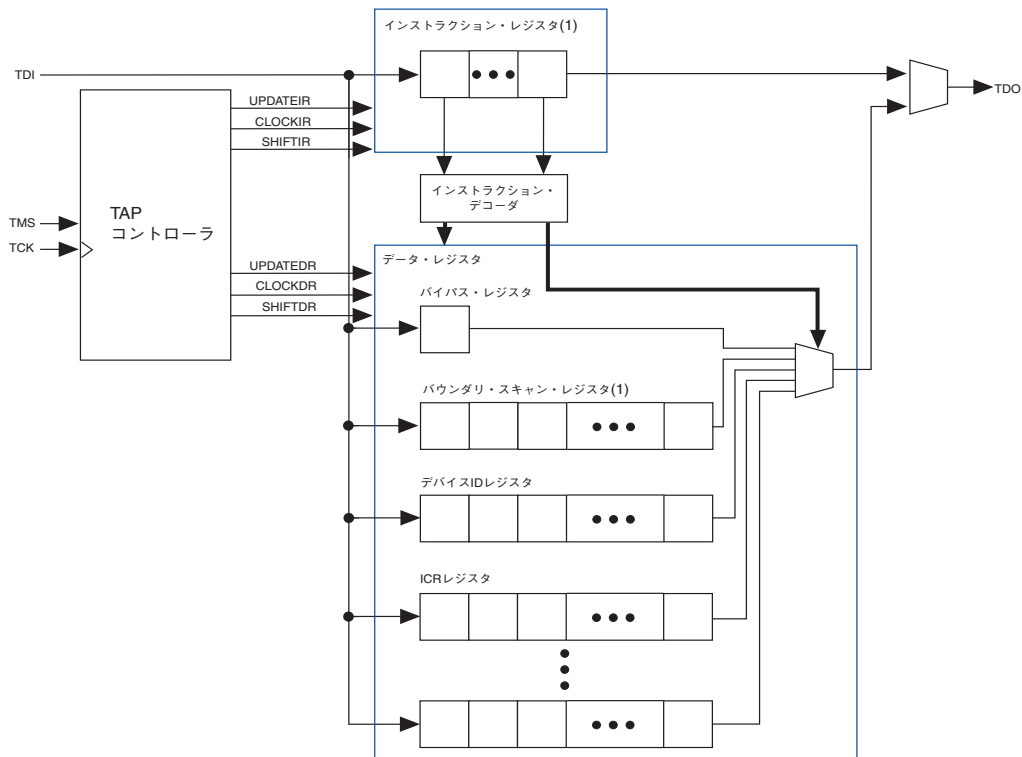 インストラクション・レジスタ(1)
TDI
TDO
UPDATEIR
CLOCKIR
SHIFTIR
インストラクション・
デコーダ
TAP
コントローラ
TMS
TCK
データ・レジスタ
UPDATEDR
CLOCKDR
SHIFTDR
バイパス・レジスタ
バウンダリ・スキャン・レジスタ(1)
デバイスIDレジスタ
ICRレジスタ